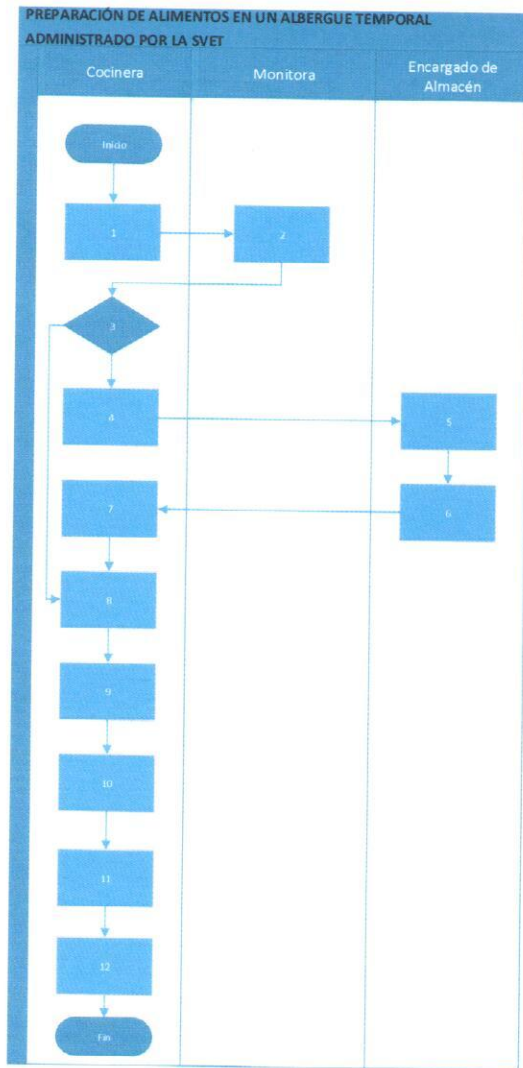 PREPARACIÓN DE ALIMENTOS EN UN ALBERGUE TEMPORAL
ADMINISTRADO POR LA SVET
Cocinera
Monitora
Encargado de
Almacén
Inicio
1
2
3
4
5
6
7
8
9
10
11
12
Fin